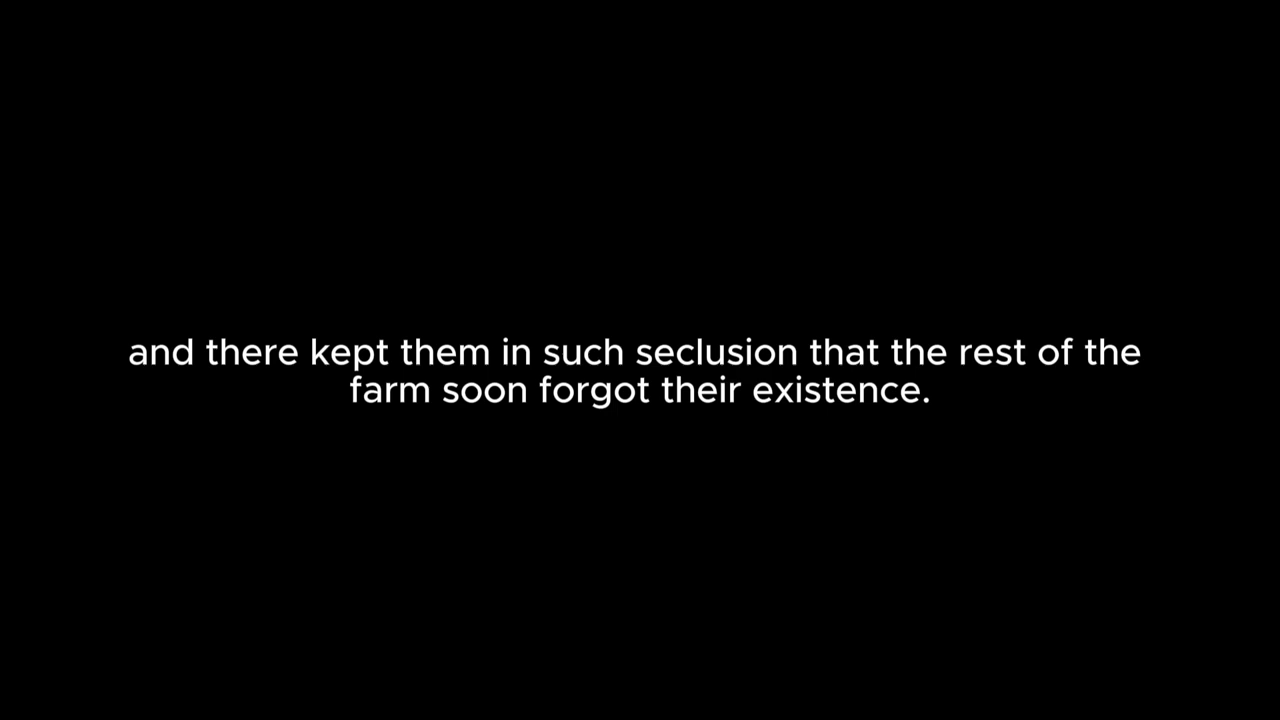 and there kept them in such seclusion that the rest of the
farm soon forgot their existence.